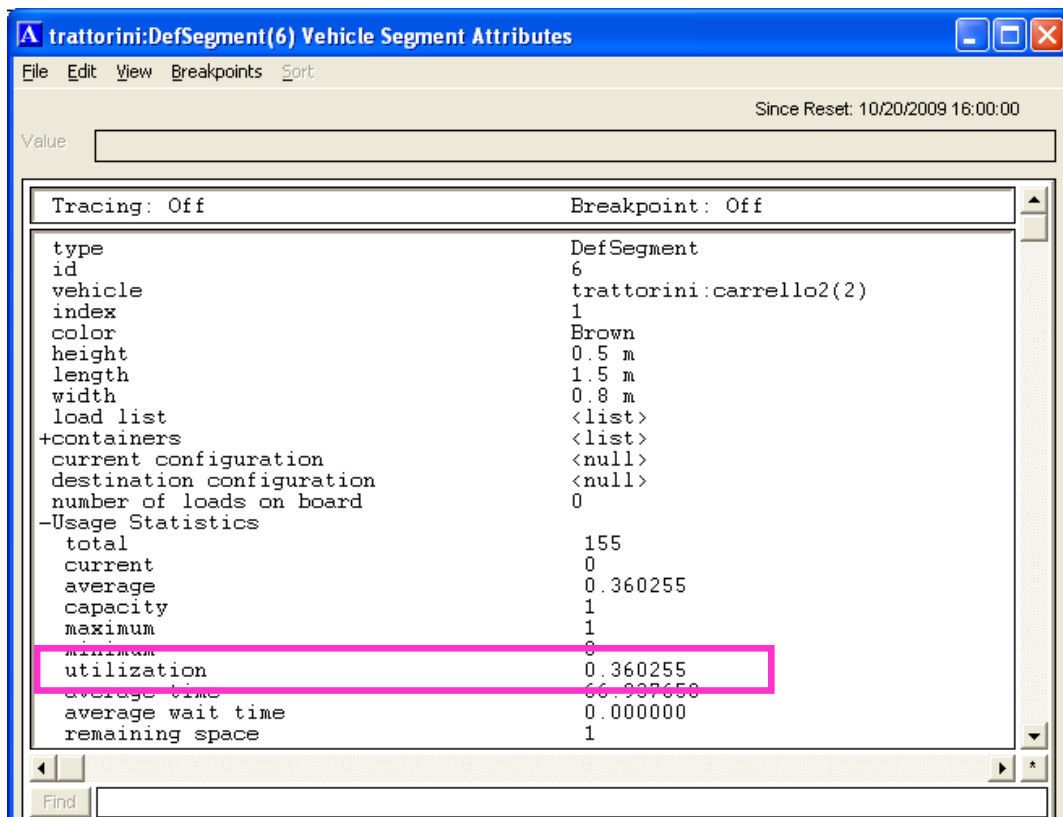 A trattorini:DefSegment(6) Vehicle Segment Attributes
File Edit View Breakpoints Sort
Since Reset: 10/20/2009 16:00:00
Value
Tracing: Off Breakpoint: Off
type DefSegment
id 6
vehicle trattorini:carrello2(2)
index 1
color Brown
height 0.5 m
length 1.5 m
width 0.8 m
load list <list>
+containers <list>
current configuration <null>
destination configuration <null>
number of loads on board 0
-Usage Statistics
total 155
current 0
average 0.360255
capacity 1
maximum 1
minimum 0
utilization 0.360255
average time
average wait time 0.000000
remaining space 1
*
Find